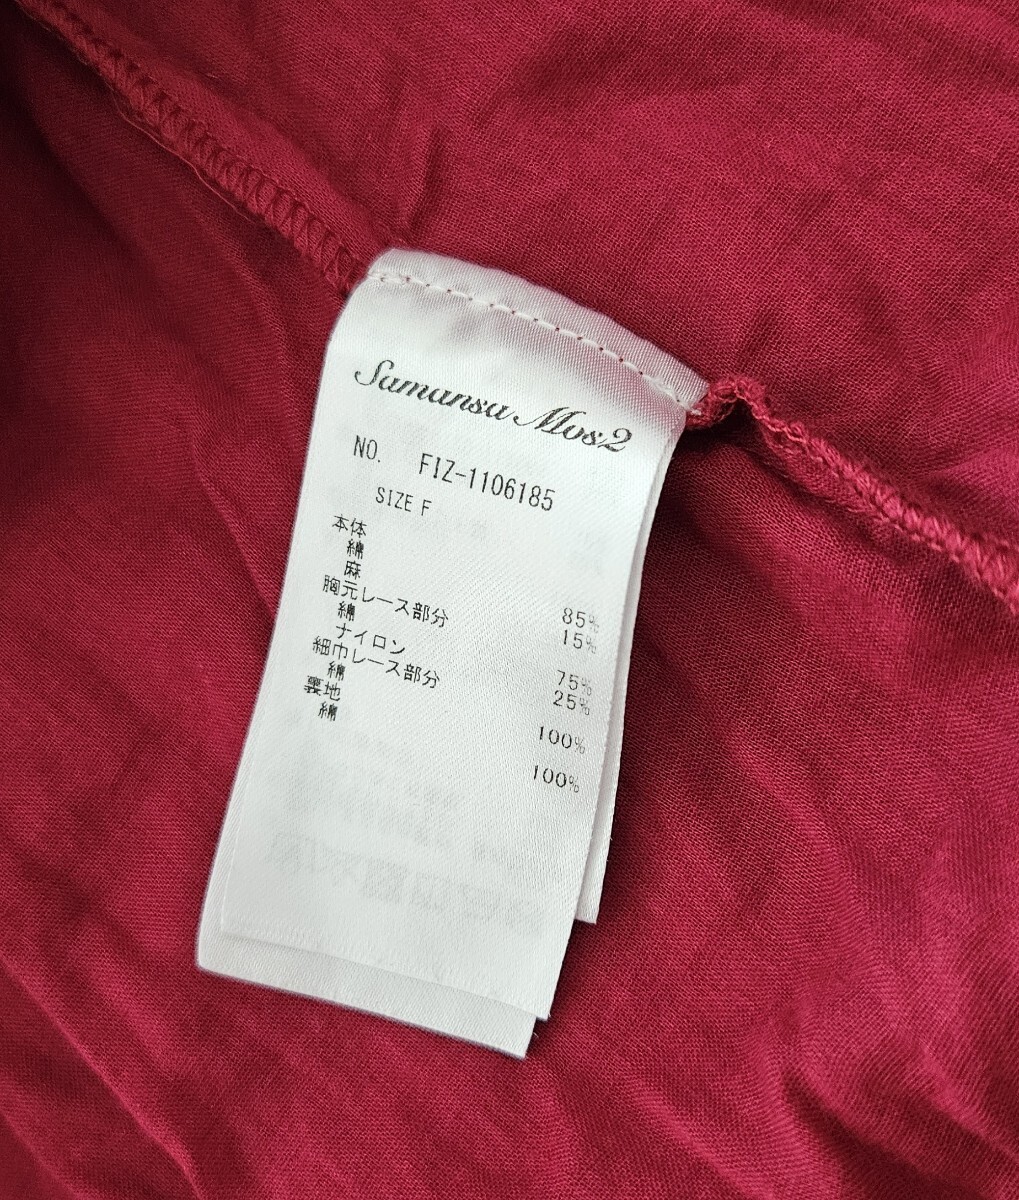 Samansa Mos2
NO. FIZ-1106185
SIZE F
本体
綿 85%
麻 15%
胸元レース部分
綿 75%
ナイロン 25%
細巾レース部分
綿 100%
裏地
綿 100%